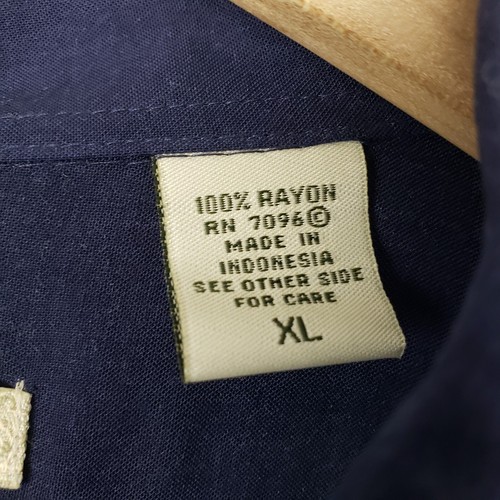 100% RAYON
RN 7096©
MADE IN
INDONESIA
SEE OTHER SIDE
FOR CARE
XL